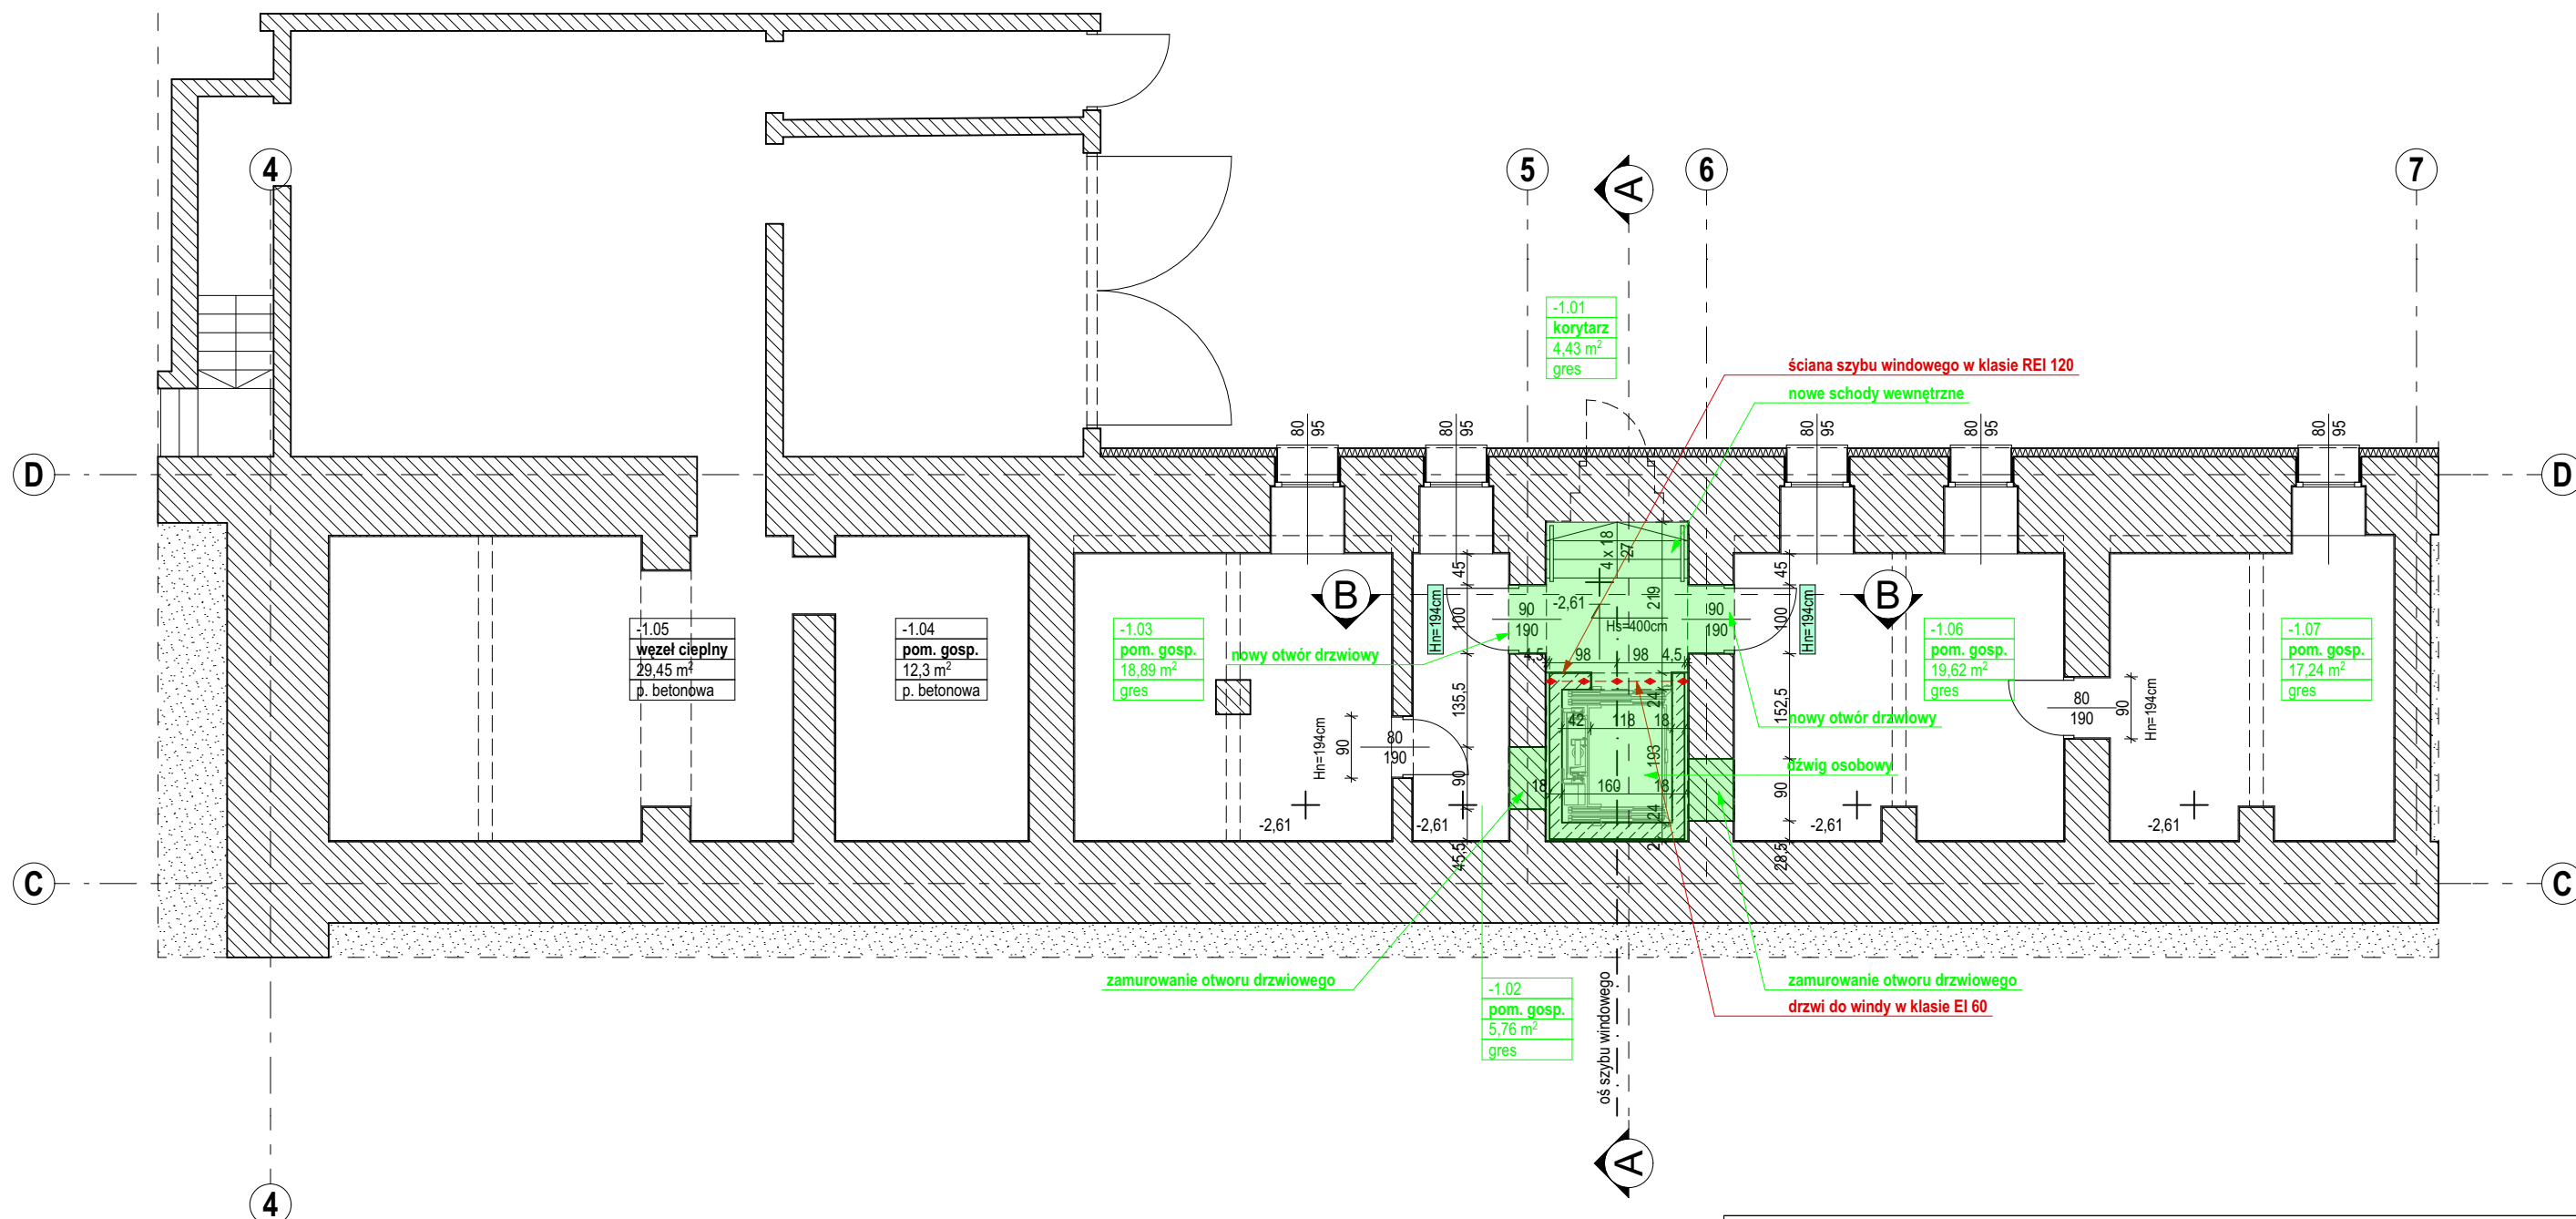 4
5
A
6
7
-1.01
korytarz
4,43 m²
gres
ściana szybu windowego w klasie REI 120
nowe schody wewnętrzne
80
95
80
95
80
95
80
95
80
95
D
D
4 x 18
27
45
45
Hn=194cm
Hn=194cm
B
B
-2,61
219
100
100
90
190
90
190
Hs=400cm
-1.05
węzeł cieplny
29,45 m²
p. betonowa
-1.04
pom. gosp.
12,3 m²
p. betonowa
-1.03
pom. gosp.
18,89 m²
gres
-1.06
pom. gosp.
19,62 m²
gres
-1.07
pom. gosp.
17,24 m²
gres
nowy otwór drzwiowy
4,5
98
98
4,5
135,5
152,5
24
42
118
18
nowy otwór drzwiowy
80
190
90
Hn=194cm
80
190
90
Hn=194cm
193
dźwig osobowy
18
160
18
90
90
24
-2,61
-2,61
-2,61
-2,61
45,5
28,5
C
C
zamurowanie otworu drzwiowego
-1.02
pom. gosp.
5,76 m²
gres
zamurowanie otworu drzwiowego
drzwi do windy w klasie EI 60
oś szybu windowego
A
4